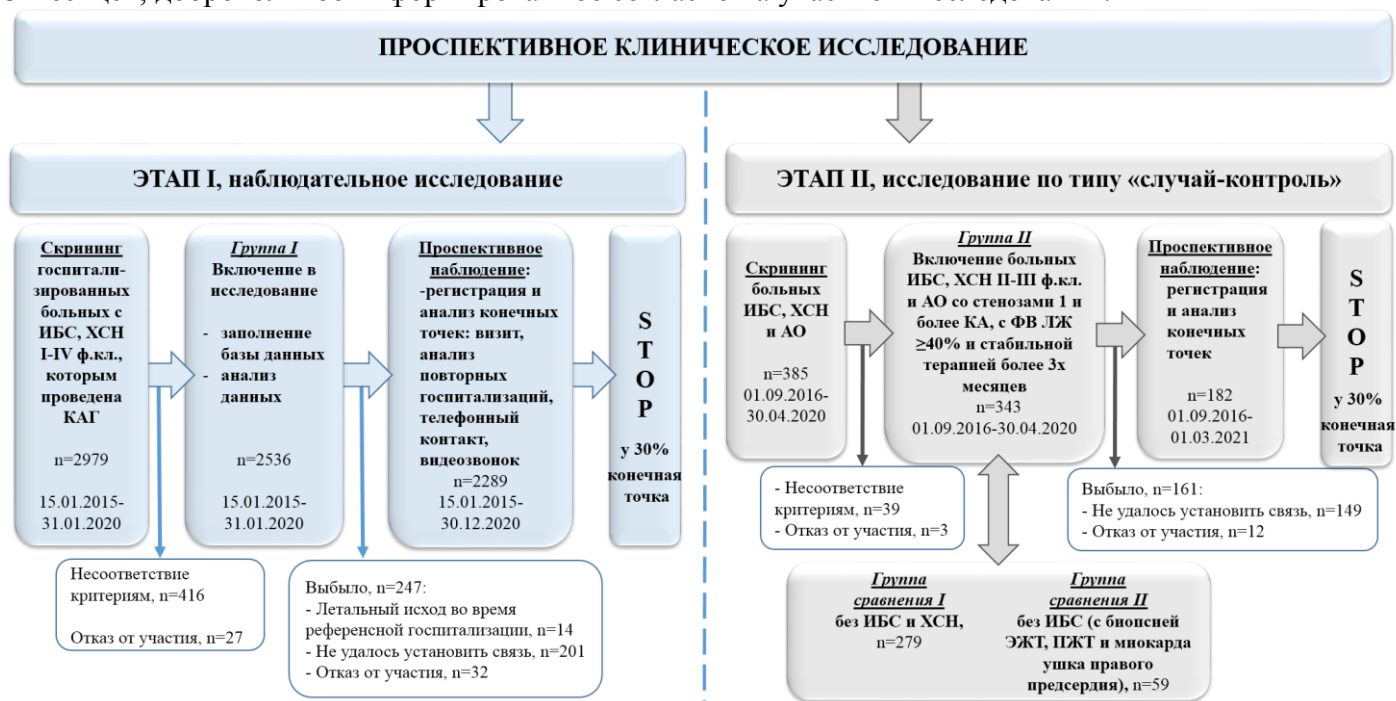 ПРОСПЕКТИВНОЕ КЛИНИЧЕСКОЕ ИССЛЕДОВАНИЕ
ЭТАП I, наблюдательное исследование
Скрининг
госпитали-
зированных
больных с
ИБС, ХСН
I-IV ф.кл.,
которым
проведена
КАГ
n=2979
15.01.2015-
31.01.2020
Группа I
Включение в
исследование
- заполнение
базы данных
- анализ
данных
n=2536
15.01.2015-
31.01.2020
Проспективное
наблюдение:
-регистрация и
анализ конечных
точек: визит,
анализ
повторных
госпитализаций,
телефонный
контакт,
видеозвонок
n=2289
15.01.2015-
30.12.2020
S
T
O
P
у 30%
конечная
точка
Несоответствие
критериям, n=416
Отказ от участия, n=27
Выбыло, n=247:
- Летальный исход во время
референсной госпитализации, n=14
- Не удалось установить связь, n=201
- Отказ от участия, n=32
ЭТАП II, исследование по типу «случай-контроль»
Скрининг
больных
ИБС, ХСН
и АО
n=385
01.09.2016-
30.04.2020
Группа II
Включение больных
ИБС, ХСН II-III ф.кл.
и АО со стенозами 1 и
более КА, с ФВ ЛЖ
≥40% и стабильной
терапией более 3х
месяцев
n=343
01.09.2016-30.04.2020
Проспективное
наблюдение:
регистрация
и анализ
конечных
точек
n=182
01.09.2016-
01.03.2021
S
T
O
P
у 30%
конечная
точка
- Несоответствие
критериям, n=39
- Отказ от участия, n=3
Выбыло, n=161:
- Не удалось установить связь, n=149
- Отказ от участия, n=12
Группа
сравнения I
без ИБС и ХСН,
n=279
Группа
сравнения II
без ИБС (с биопсией
ЭЖТ, ПЖТ и миокарда
ушка правого
предсердия), n=59